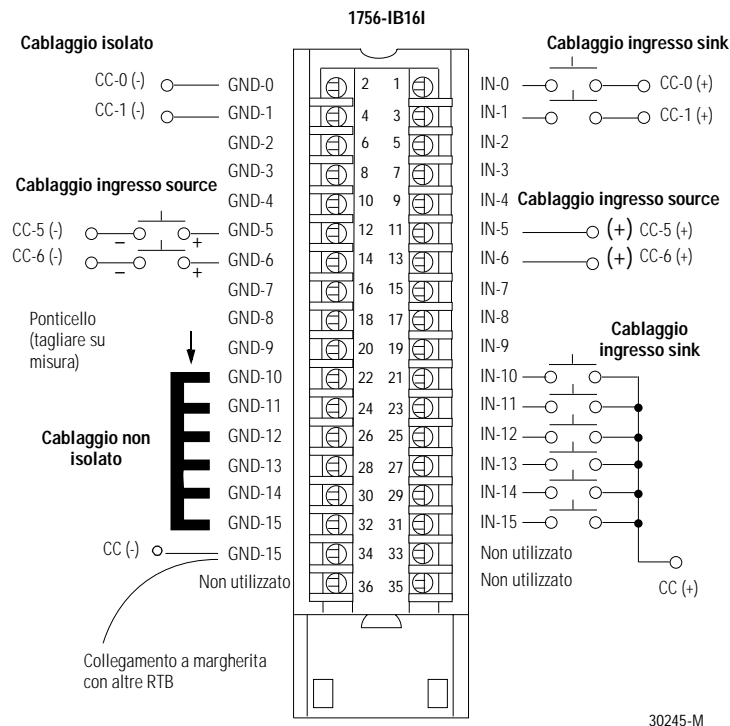 1756-IB16I
Cablaggio isolato
Cablaggio ingresso sink
CC-0 (-) GND-0 2 1 IN-0 CC-0 (+)
CC-1 (-) GND-1 4 3 IN-1 CC-1 (+)
GND-2 6 5 IN-2
GND-3 8 7 IN-3
Cablaggio ingresso source
GND-4 10 9 IN-4
Cablaggio ingresso source
CC-5 (-) – + GND-5 12 11 IN-5 (+) CC-5 (+)
CC-6 (-) – + GND-6 14 13 IN-6 (+) CC-6 (+)
GND-7 16 15 IN-7
GND-8 18 17 IN-8
GND-9 20 19 IN-9
Ponticello
(tagliare su
misura)
Cablaggio
ingresso sink
GND-10 22 21 IN-10
GND-11 24 23 IN-11
GND-12 26 25 IN-12
GND-13 28 27 IN-13
GND-14 30 29 IN-14
GND-15 32 31 IN-15
Cablaggio non
isolato
CC (-) GND-15 34 33 Non utilizzato
Non utilizzato 36 35 Non utilizzato
CC (+)
Collegamento a margherita
con altre RTB
30245-M